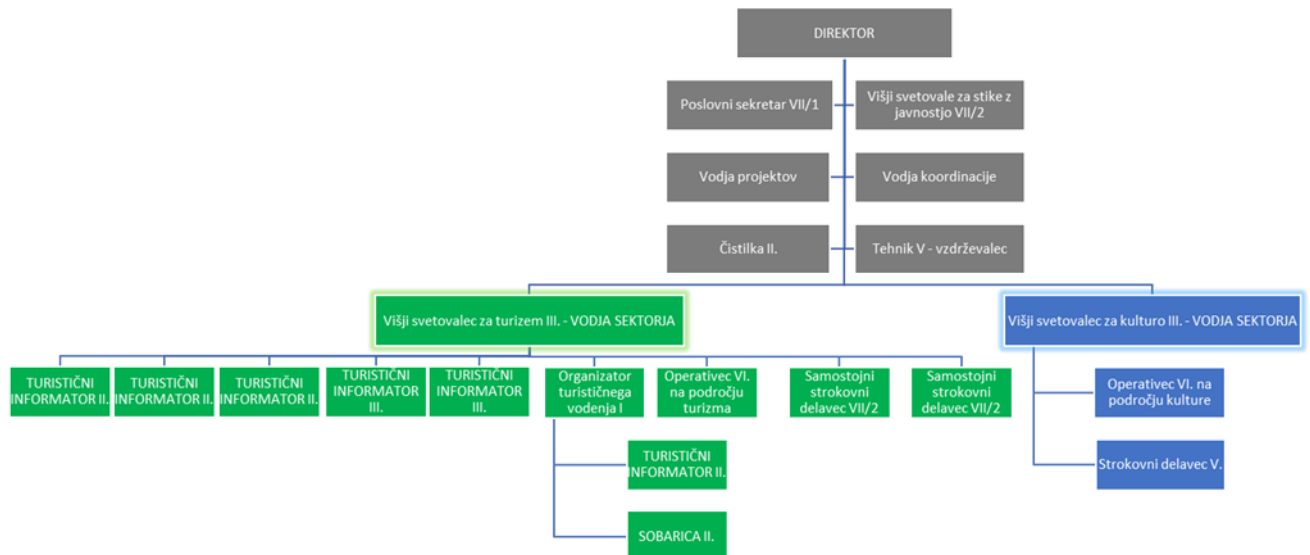 DIREKTOR
Poslovni sekretar VII/1
Višji svetovale za stike z
javnostjo VII/2
Vodja projektov
Vodja koordinacije
Čistilka II.
Tehnik V - vzdrževalec
Višji svetovalec za turizem III. - VODJA SEKTORJA
Višji svetovalec za kulturo III. - VODJA SEKTORJA
TURISTIČNI
INFORMATOR II.
TURISTIČNI
INFORMATOR II.
TURISTIČNI
INFORMATOR II.
TURISTIČNI
INFORMATOR
III.
TURISTIČNI
INFORMATOR
III.
Organizator
turističnega
vodenja I
Operativec VI.
na področju
turizma
Samostojni
strokovni
delavec VII/2
Samostojni
strokovni
delavec VII/2
Operativec VI. na
področju kulture
TURISTIČNI
INFORMATOR II.
Strokovni delavec V.
SOBARICA II.